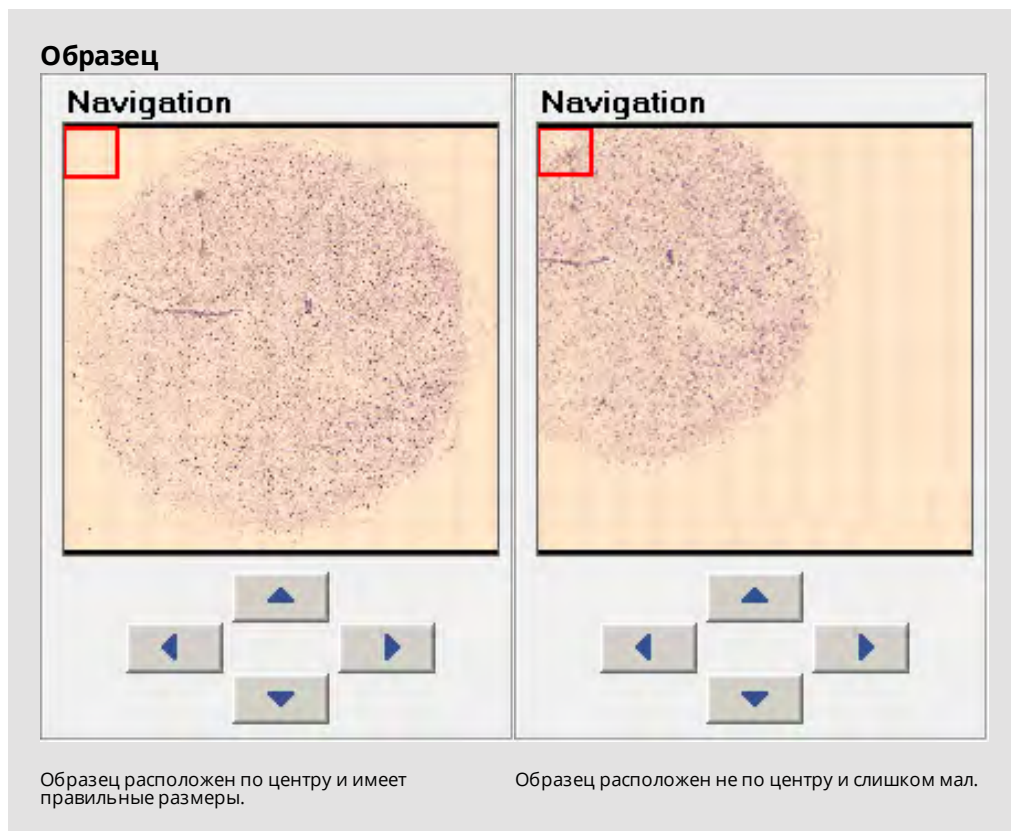 Образец
Navigation
Navigation
Образец расположен по центру и имеет
правильные размеры.
Образец расположен не по центру и слишком мал.